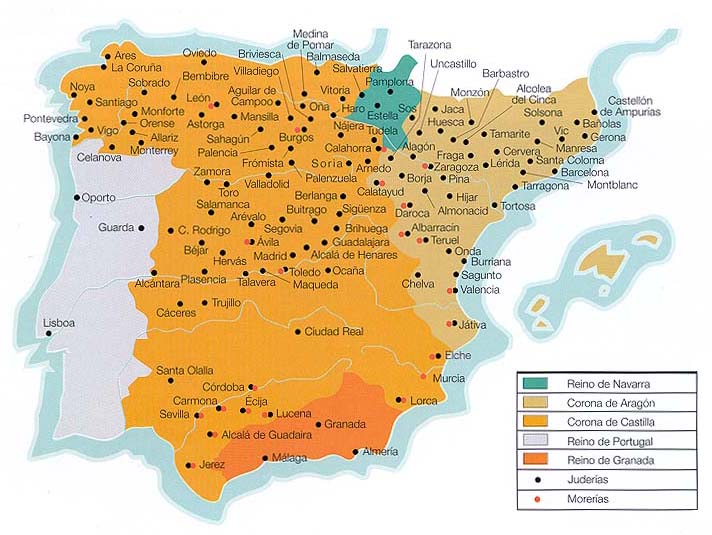 Medina
de Pomar
Balmaseda
Tarazona
Uncastillo
Oviedo
Briviesca
Ares
La Coruña
Bembibre
Villadiego
Salvatierra
Barbastro
Sobrado
Aguilar de
Campoo
Vitoria
Pamplona
Monzón
Alcolea
del Cinca
Noya
León
Oña
Haro
Estella
Sos
Jaca
Castellón
de Ampurias
Santiago
Monforte
Mansilla
Huesca
Solsona
Pontevedra
Orense
Astorga
Burgos
Nájera
Tudela
Bañolas
Vigo
Allariz
Sahagún
Calahorra
Alagón
Tamarite
Vic
Gerona
Bayona
Monterrey
Palencia
Cervera
Manresa
Celanova
Frómista
Soria
Arnedo
Zaragoza
Fraga
Lérida
Santa Coloma
Zamora
Palenzuela
Borja
Pina
Barcelona
Toro
Valladolid
Calatayud
Montblanc
Tarragona
Oporto
Berlanga
Híjar
Salamanca
Sigüenza
Daroca
Almonacid
Tortosa
Arévalo
Buitrago
Guarda
C. Rodrigo
Segovia
Brihuega
Albarracín
Ávila
Guadalajara
Teruel
Béjar
Madrid
Alcalá de Henares
Onda
Hervás
Burriana
Alcántara
Plasencia
Toledo
Ocaña
Sagunto
Talavera
Maqueda
Chelva
Valencia
Cáceres
Trujillo
Lisboa
Ciudad Real
Játiva
Elche
Santa Olalla
Murcia
Córdoba
Carmona
Écija
Lorca
Sevilla
Lucena
Granada
Alcalá de Guadaira
Almería
Jerez
Málaga
Reino de Navarra
Corona de Aragón
Corona de Castilla
Reino de Portugal
Reino de Granada
Juderías
Morerías